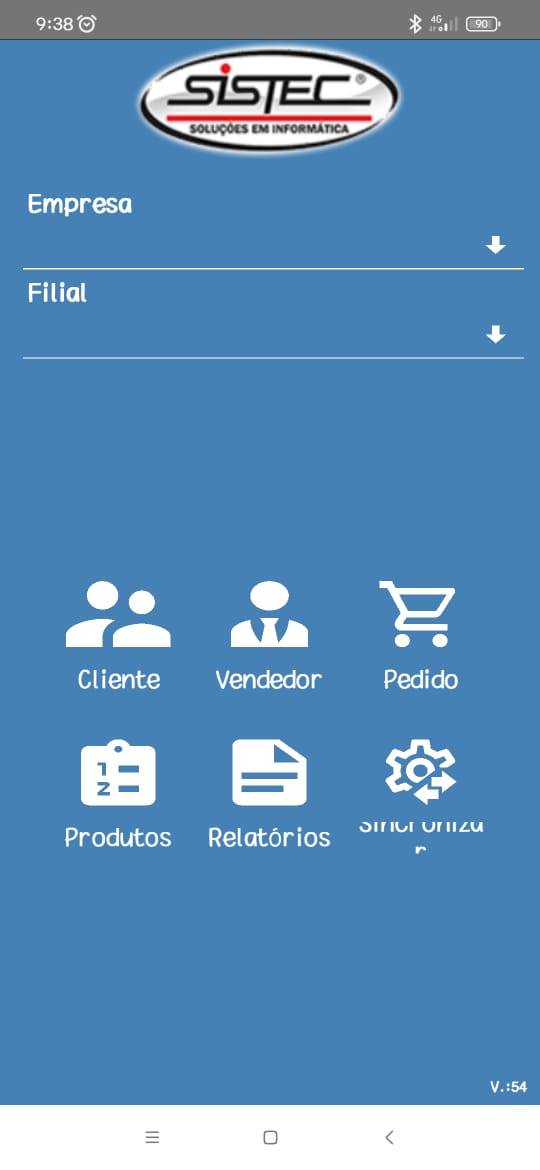 9:38
4G
90
SISTEC®
SOLUÇÕES EM INFORMÁTICA
Empresa
Filial
Cliente Vendedor Pedido
1
2
Produtos Relatórios Sincroniza
r
V.:54